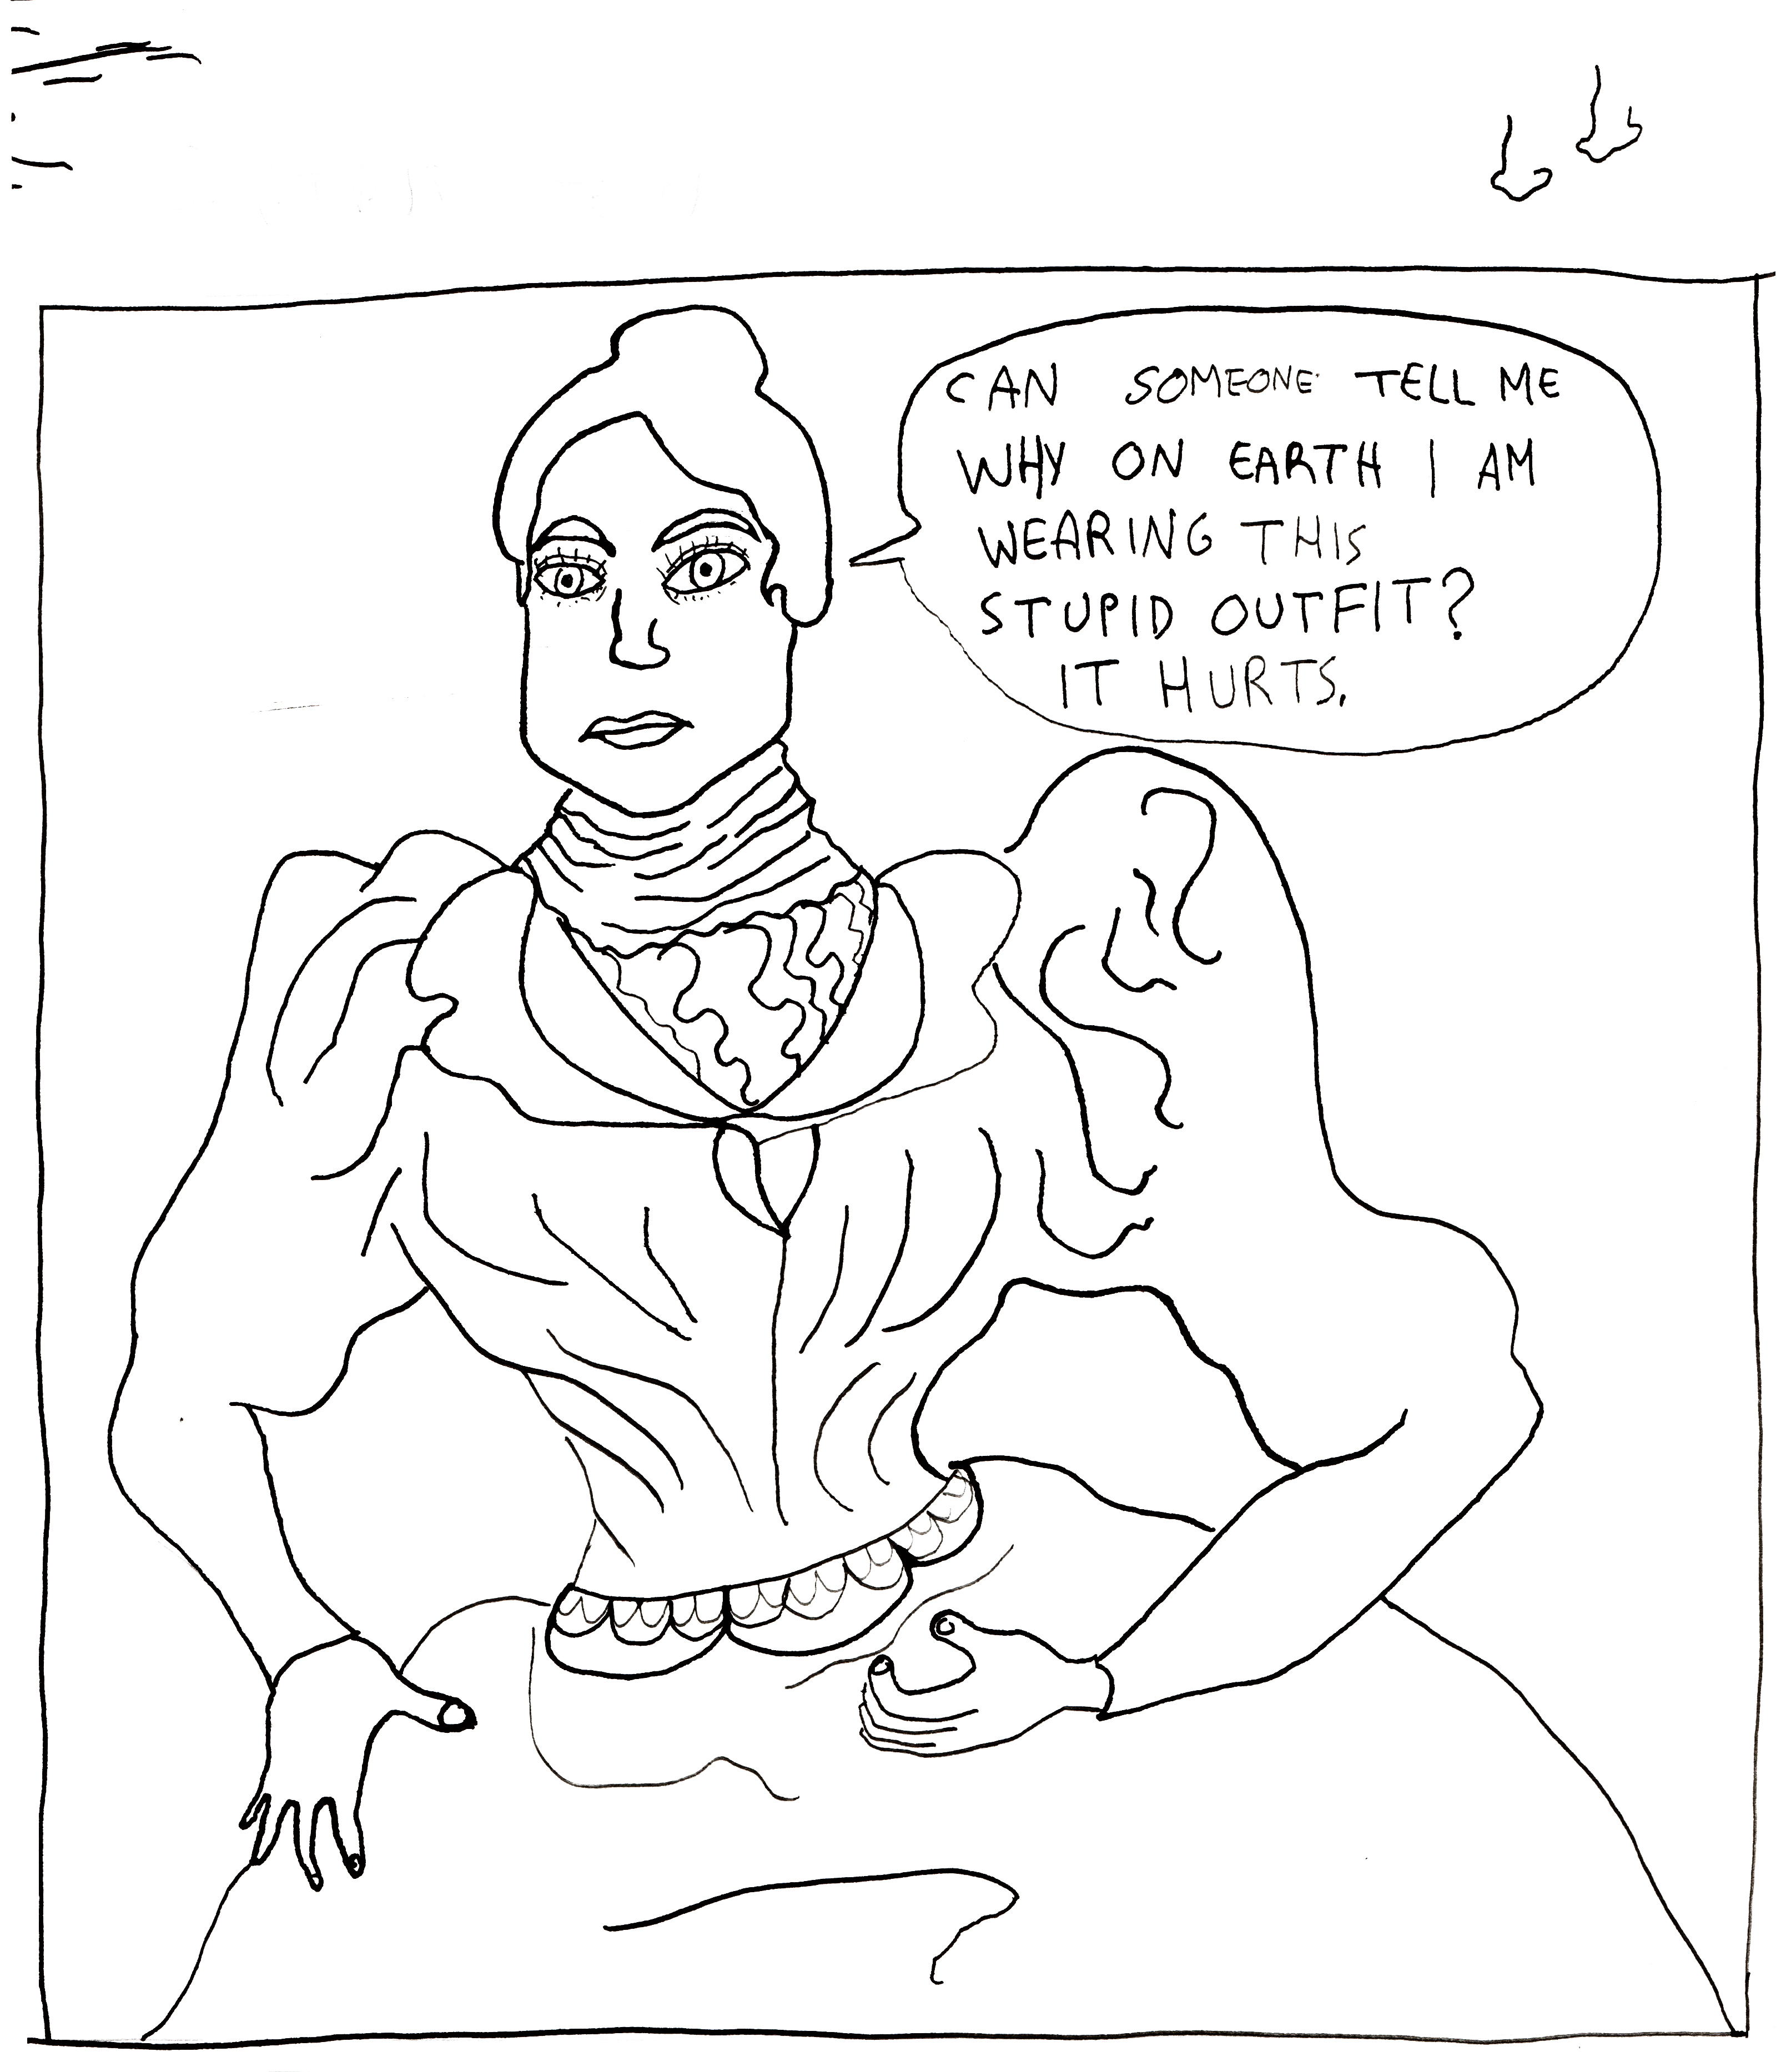 CAN SOMEONE TELL ME
WHY ON EARTH I AM
WEARING THIS
STUPID OUTFIT?
IT HURTS.